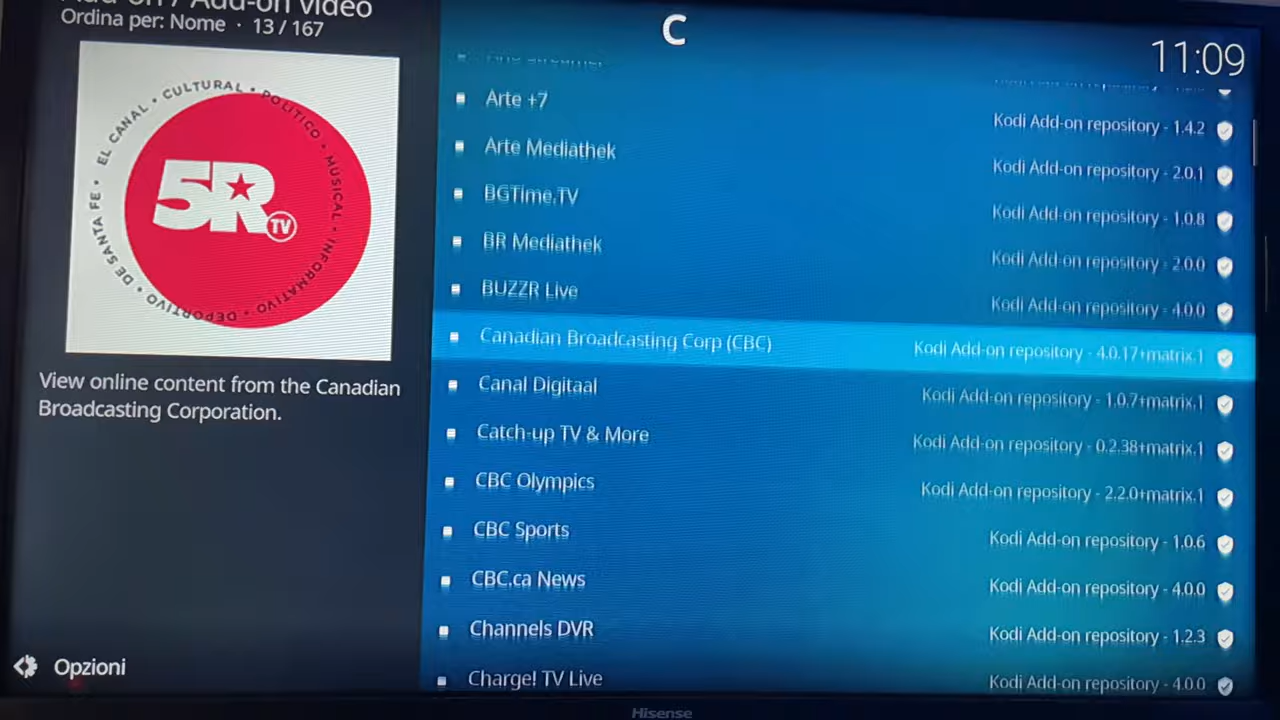 Add-on / Add-on video
Ordina per: Nome · 13 / 167
C
11:09
EL CANAL • CULTURAL • POLÍTICO • MUSICAL • INFORMATIVO • DEPORTIVO • DE SANTA FE •
5R TV
View online content from the Canadian
Broadcasting Corporation.
Opzioni
Arte +7
Kodi Add-on repository - 1.4.2
Arte Mediathek
Kodi Add-on repository - 2.0.1
BGTime.TV
Kodi Add-on repository - 1.0.8
BR Mediathek
Kodi Add-on repository - 2.0.0
BUZZR Live
Kodi Add-on repository - 4.0.0
Canadian Broadcasting Corp (CBC)
Kodi Add-on repository - 4.0.17+matrix.1
Canal Digitaal
Kodi Add-on repository - 1.0.7+matrix.1
Catch-up TV & More
Kodi Add-on repository - 0.2.38+matrix.1
CBC Olympics
Kodi Add-on repository - 2.2.0+matrix.1
CBC Sports
Kodi Add-on repository - 1.0.6
CBC.ca News
Kodi Add-on repository - 4.0.0
Channels DVR
Kodi Add-on repository - 1.2.3
Charge! TV Live
Kodi Add-on repository - 4.0.0
Hisense